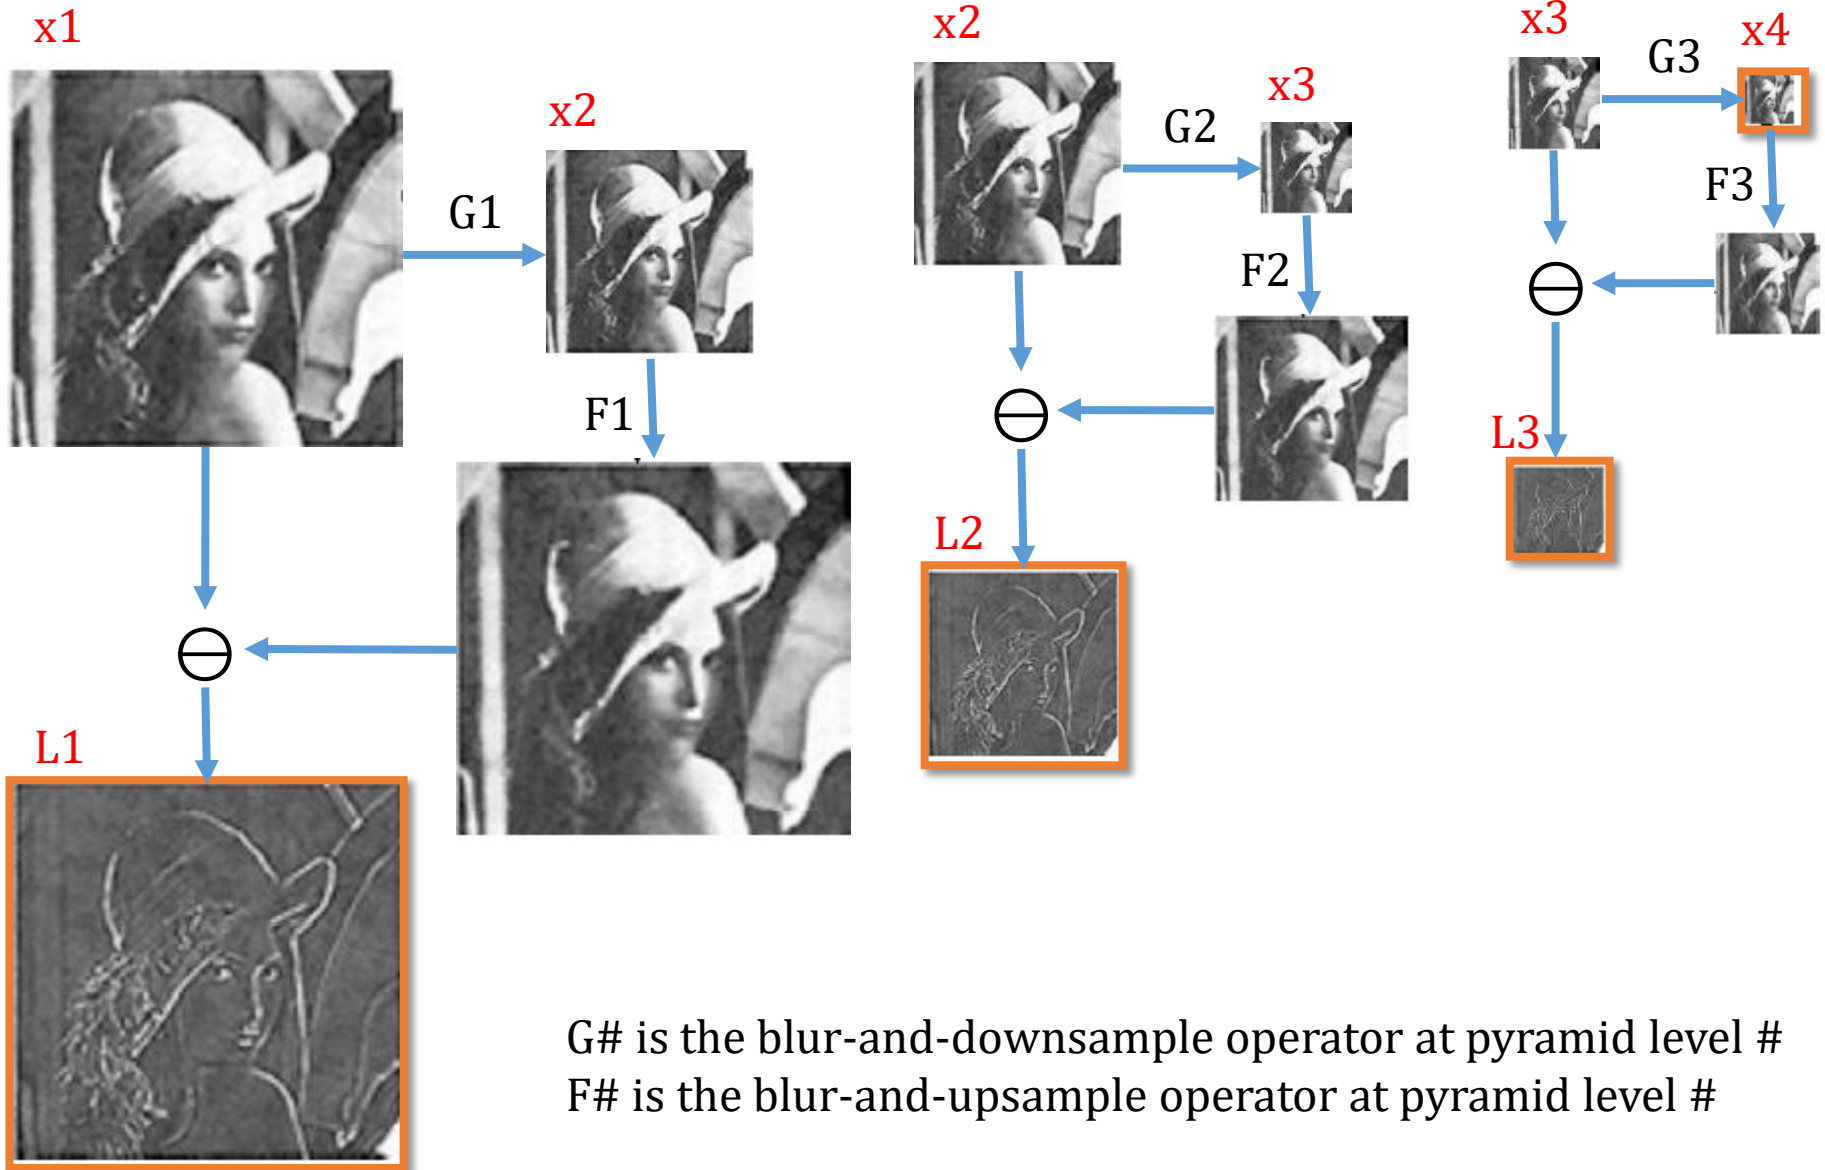 x1
x2
G1
F1
L1
x2
x3
G2
F2
L2
x3
x4
G3
F3
L3
G# is the blur-and-downsample operator at pyramid level #
F# is the blur-and-upsample operator at pyramid level #